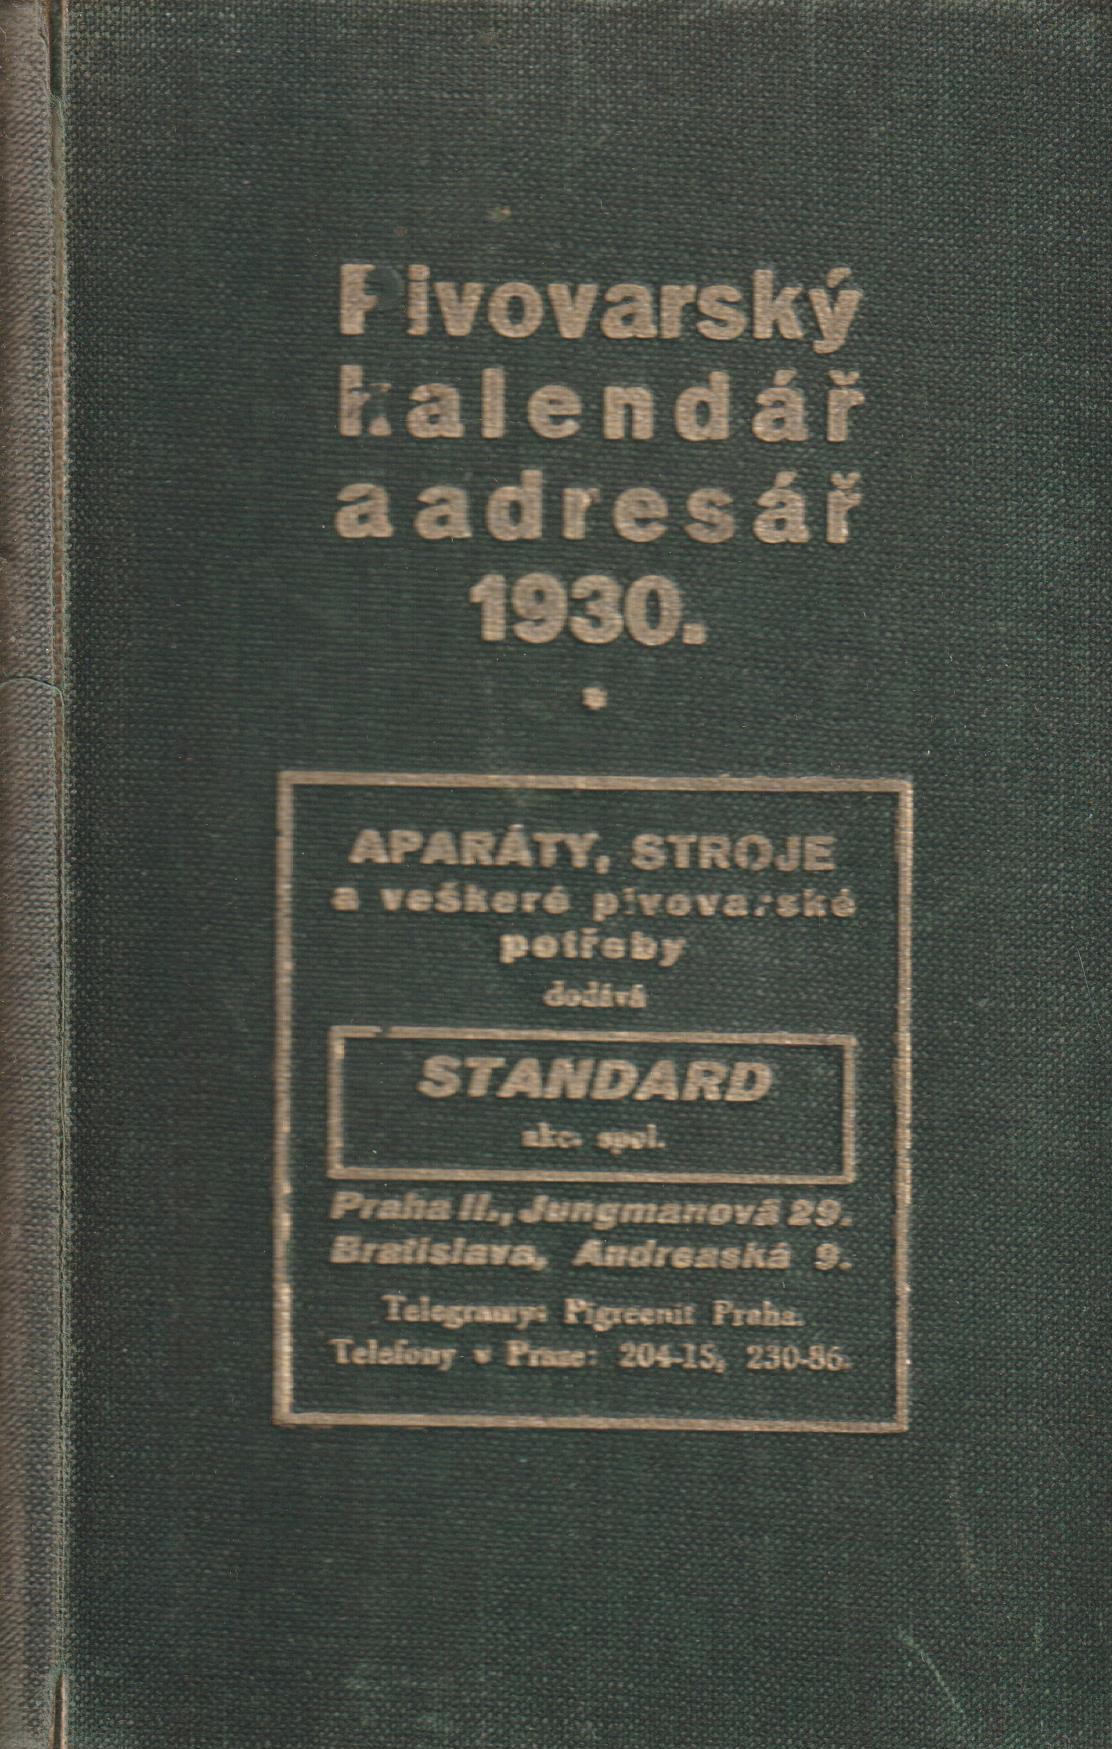 Pivovarský
kalendář
a adresář
1930.
*
APARÁTY, STROJE
a veškeré pivovarské
potřeby
dodává
STANDARD
akc. spol.
Praha II., Jungmanová 29.
Bratislava, Andreaská 9.
Telegramy: Pigreenit Praha.
Telefony v Praze: 204-15, 230-86.